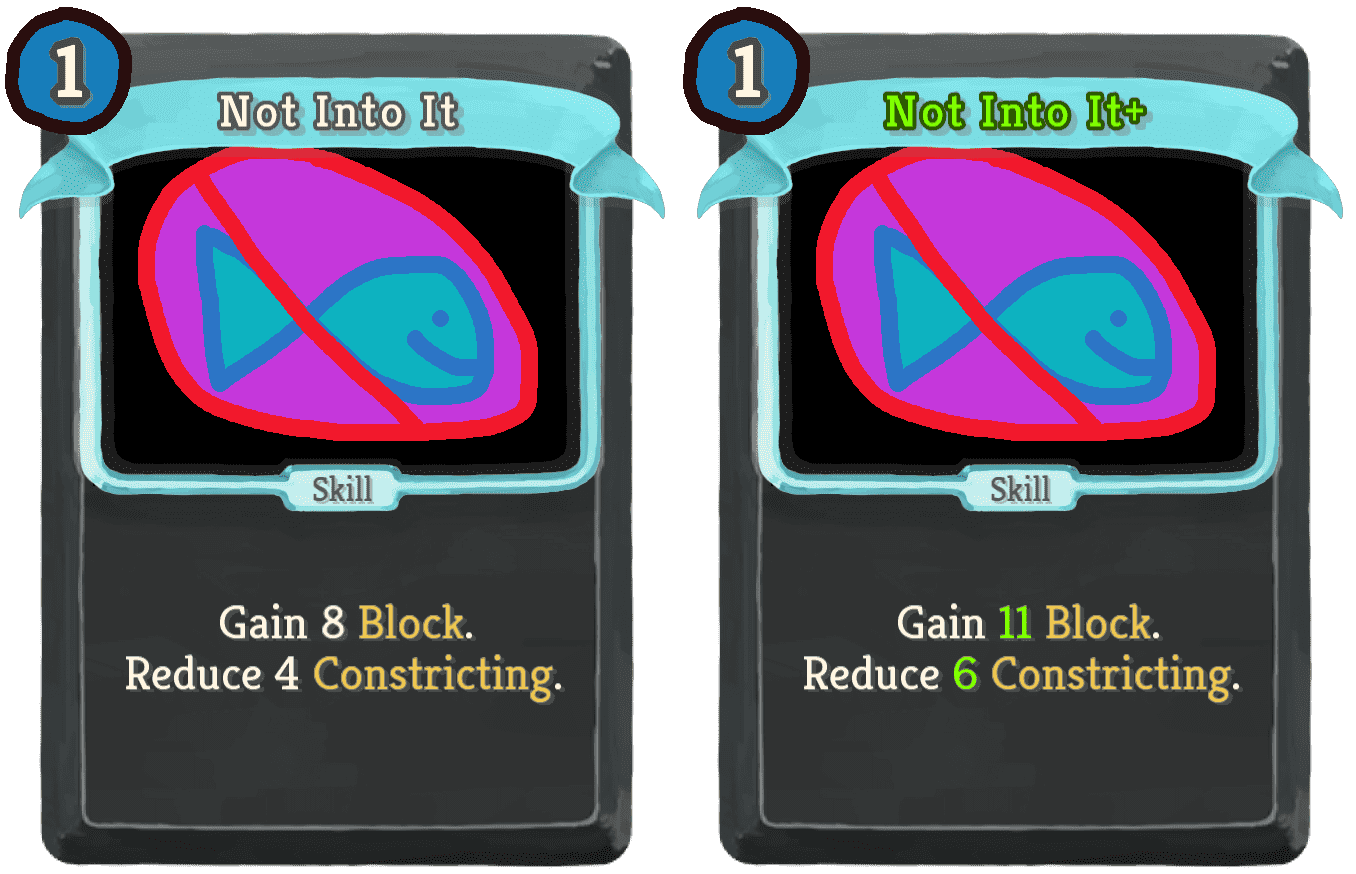 1
Not Into It
Skill
Gain 8 Block.
Reduce 4 Constricting.
1
Not Into It+
Skill
Gain 11 Block.
Reduce 6 Constricting.